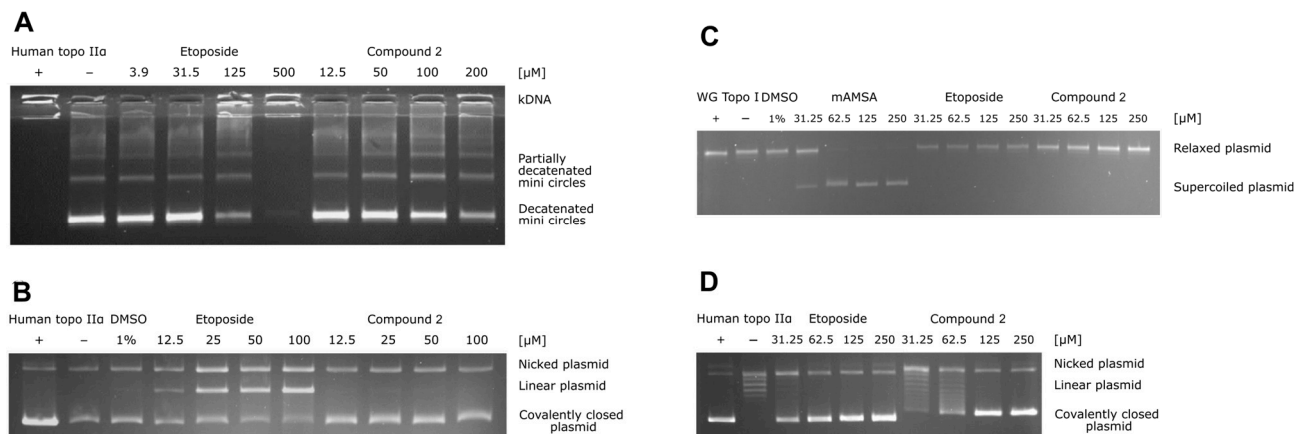 A
Human topo IIα Etoposide Compound 2
+ − 3.9 31.5 125 500 12.5 50 100 200 [µM]
kDNA
Partially
decatenated
mini circles
Decatenated
mini circles
B
Human topo IIα DMSO Etoposide Compound 2
+ − 1% 12.5 25 50 100 12.5 25 50 100 [µM]
Nicked plasmid
Linear plasmid
Covalently closed
plasmid
C
WG Topo I DMSO mAMSA Etoposide Compound 2
+ − 1% 31.25 62.5 125 250 31.25 62.5 125 250 31.25 62.5 125 250 [µM]
Relaxed plasmid
Supercoiled plasmid
D
Human topo IIα Etoposide Compound 2
+ − 31.25 62.5 125 250 31.25 62.5 125 250 [µM]
Nicked plasmid
Linear plasmid
Covalently closed
plasmid